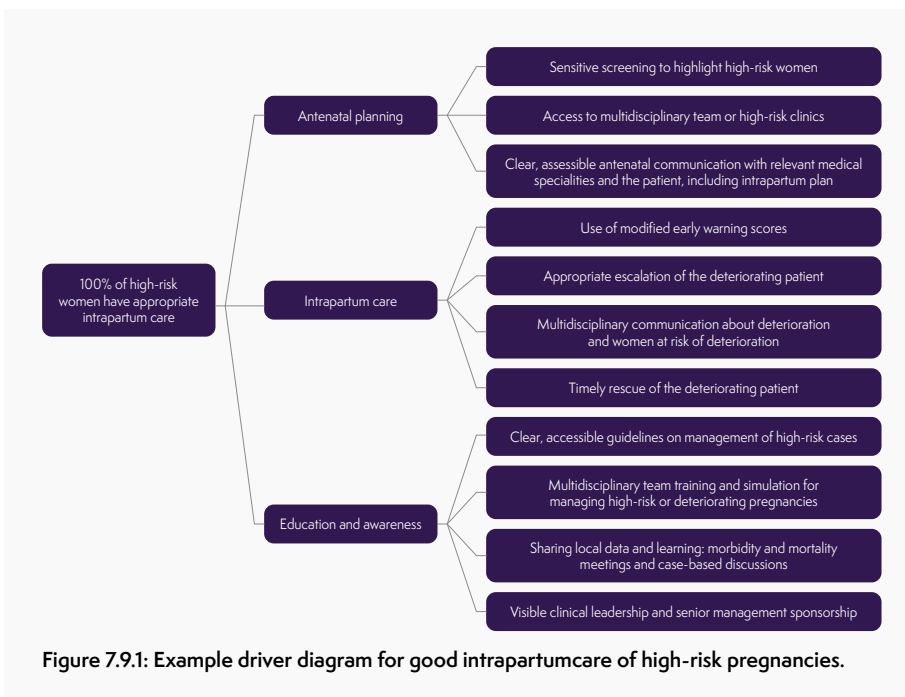 Sensitive screening to highlight high-risk women
Antenatal planning
Access to multidisciplinary team or high-risk clinics
Clear, assessible antenatal communication with relevant medical
specialities and the patient, including intrapartum plan
Use of modified early warning scores
100% of high-risk
women have appropriate
intrapartum care
Intrapartum care
Appropriate escalation of the deteriorating patient
Multidisciplinary communication about deterioration
and women at risk of deterioration
Timely rescue of the deteriorating patient
Clear, accessible guidelines on management of high-risk cases
Multidisciplinary team training and simulation for
managing high-risk or deteriorating pregnancies
Education and awareness
Sharing local data and learning: morbidity and mortality
meetings and case-based discussions
Visible clinical leadership and senior management sponsorship
Figure 7.9.1: Example driver diagram for good intrapartumcare of high-risk pregnancies.